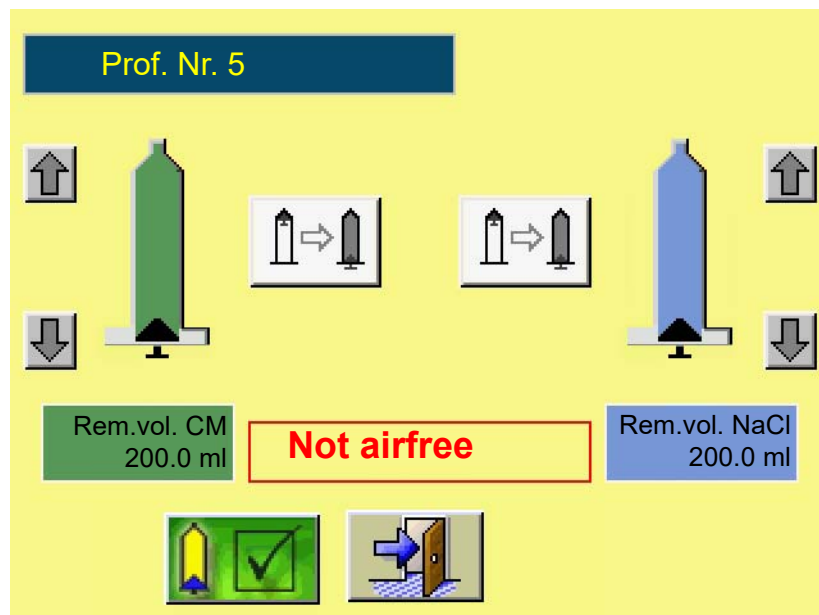 Prof. Nr. 5
Rem.vol. CM
200.0 ml
Not airfree
Rem.vol. NaCl
200.0 ml